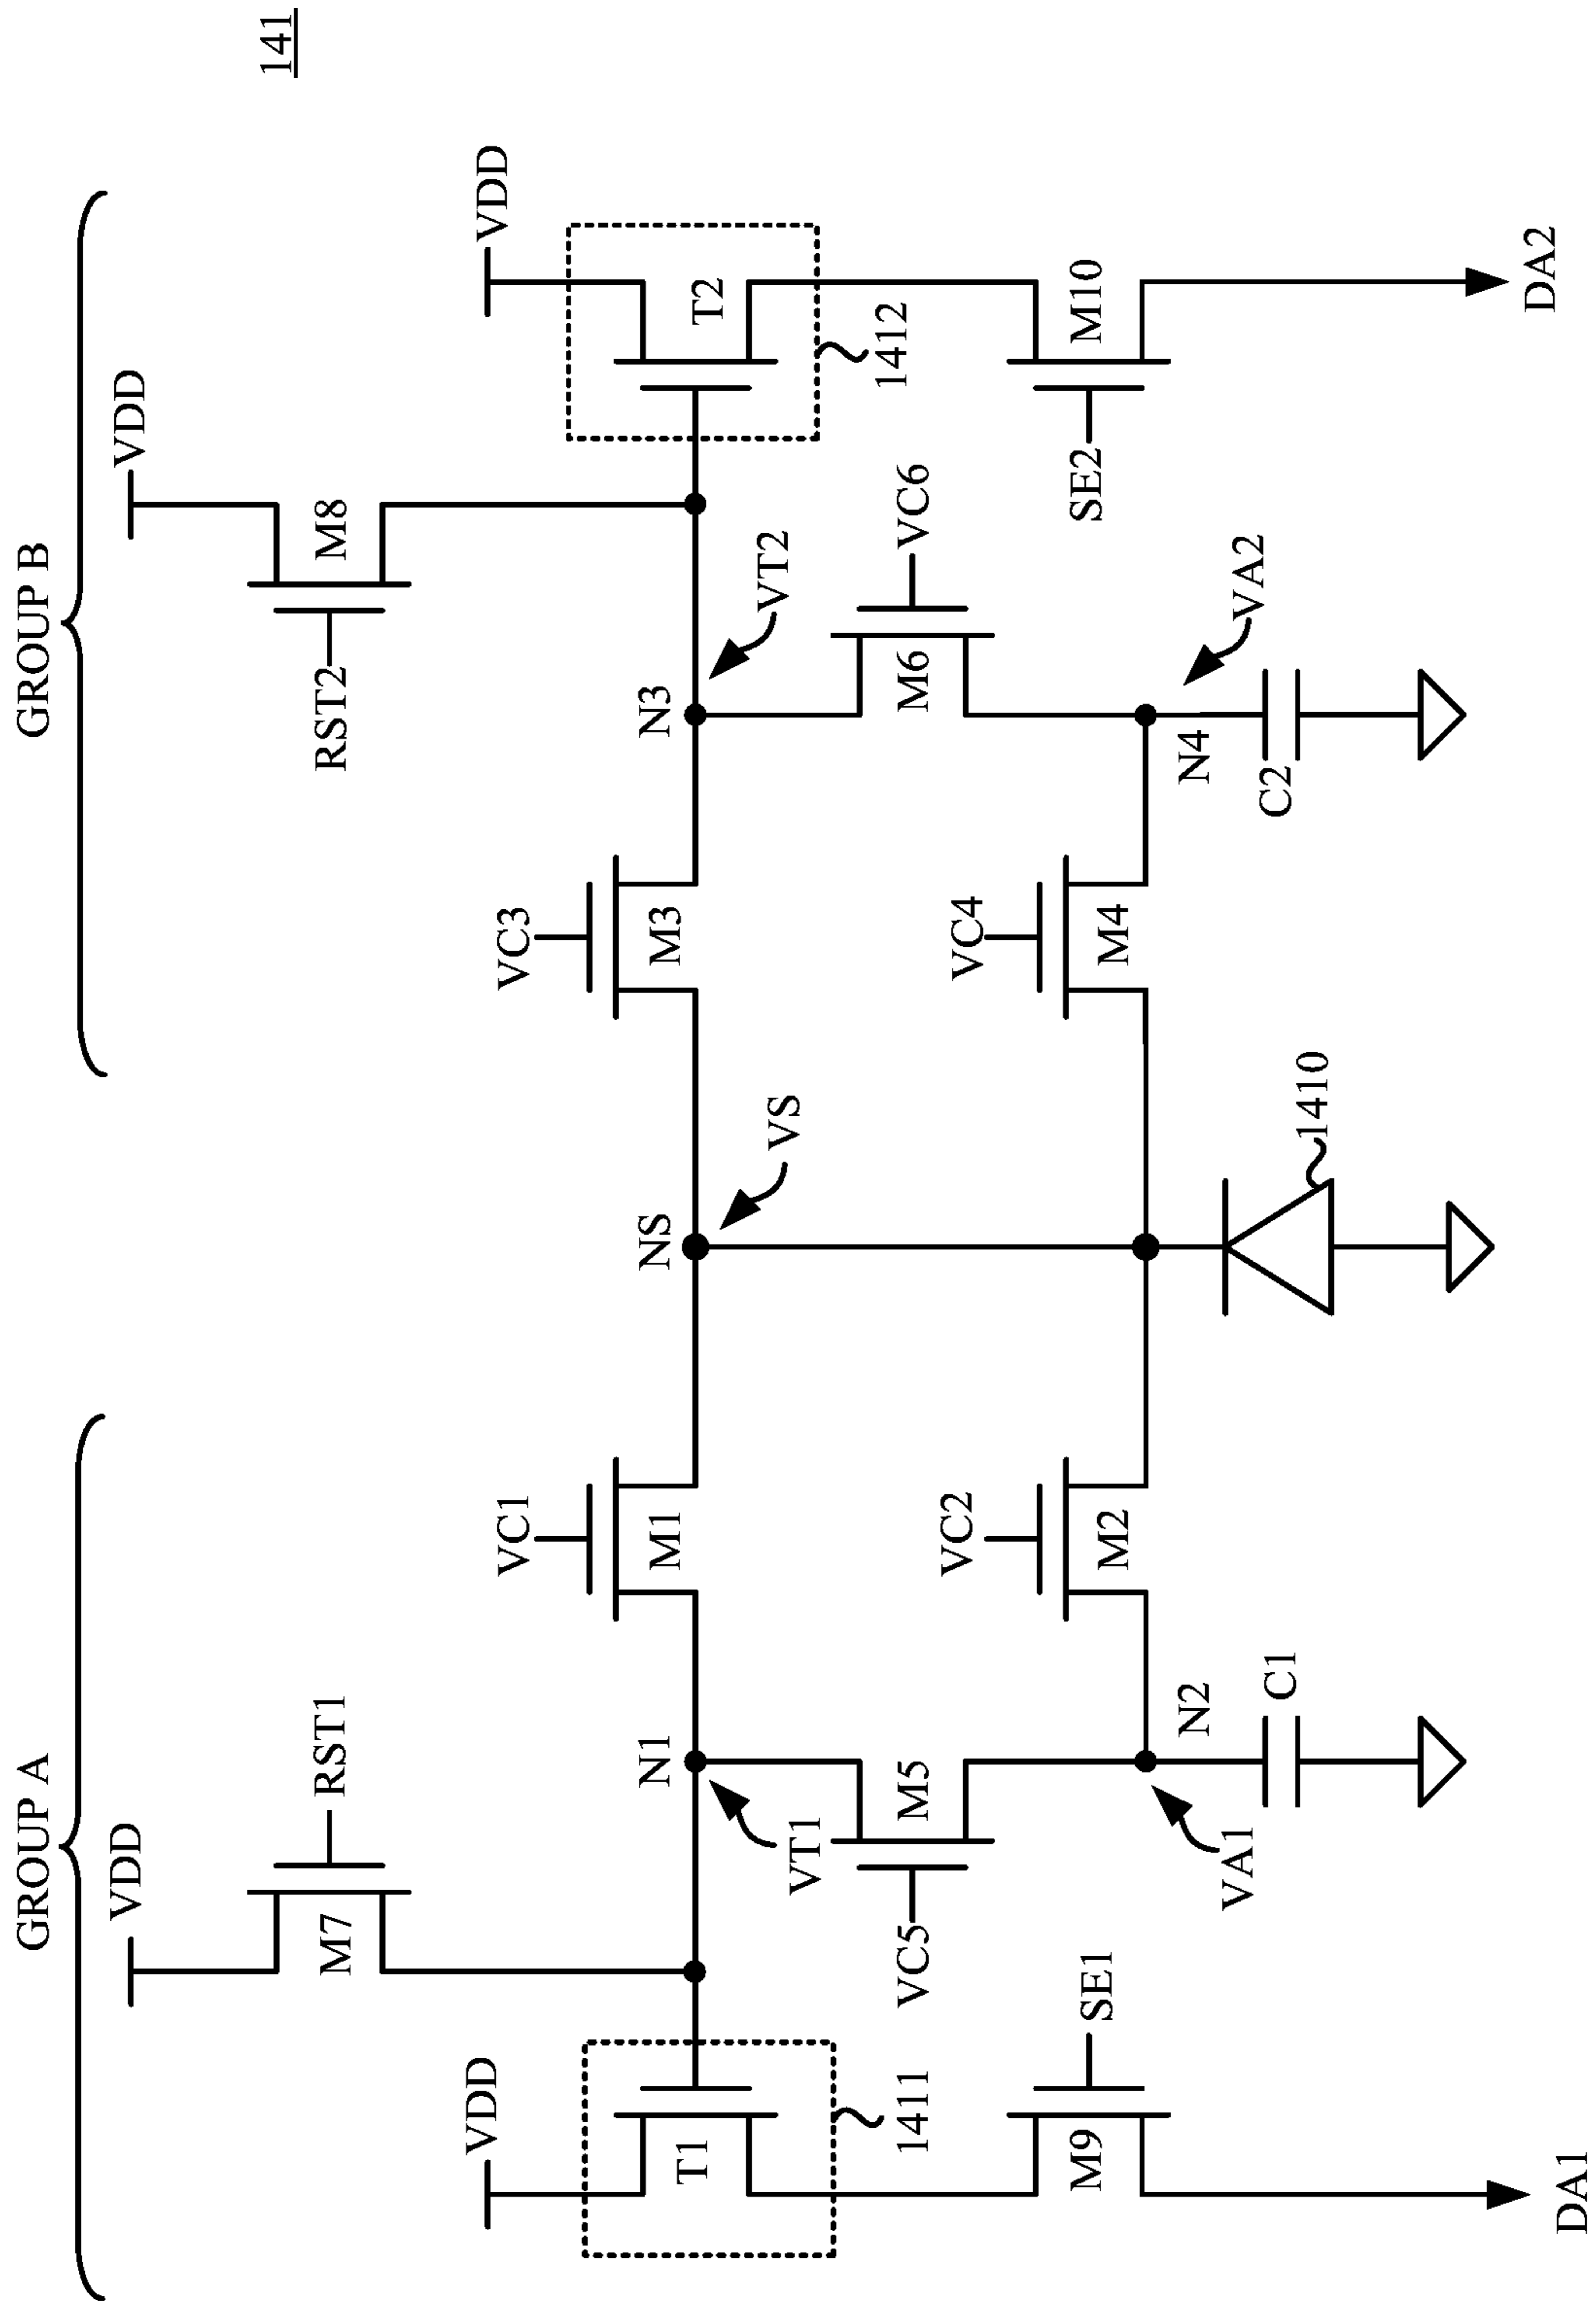 141
GROUP A
GROUP B
VDD
VDD
RST1
M7
M8
RST2
VDD
VDD
VC1
VC3
T1
N1
M1
NS
M3
N3
T2
VT1
VS
VT2
1411
1412
VC5
M5
VC2
VC4
M6
VC6
M9
SE1
M2
M4
SE2
M10
N2
N4
VA1
VA2
C1
1410
C2
DA1
DA2